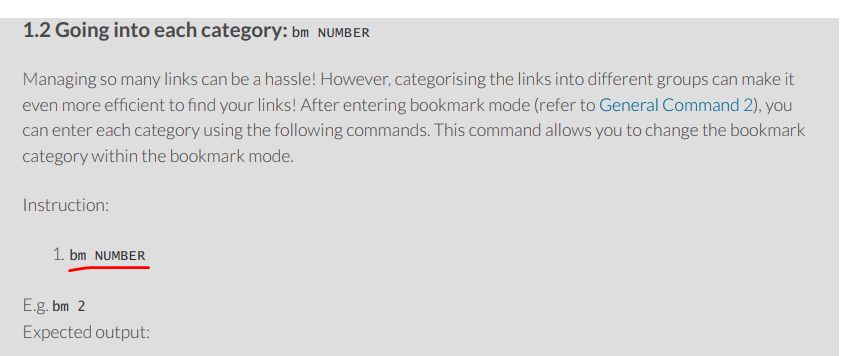 1.2 Going into each category: bm NUMBER
Managing so many links can be a hassle! However, categorising the links into different groups can make it
even more efficient to find your links! After entering bookmark mode (refer to General Command 2), you
can enter each category using the following commands. This command allows you to change the bookmark
category within the bookmark mode.
Instruction:
1. bm NUMBER
E.g. bm 2
Expected output: